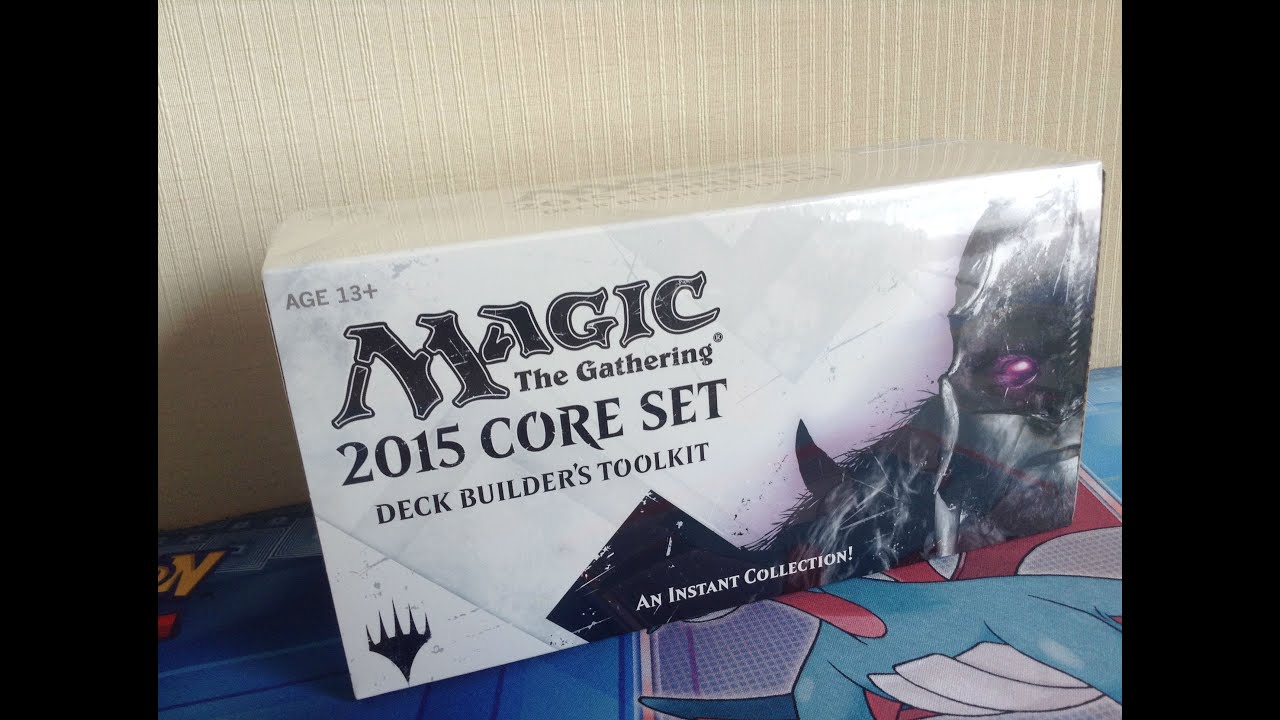 AGE 13+
MAGIC
The Gathering®
2015 CORE SET
DECK BUILDER'S TOOLKIT
AN INSTANT COLLECTION!